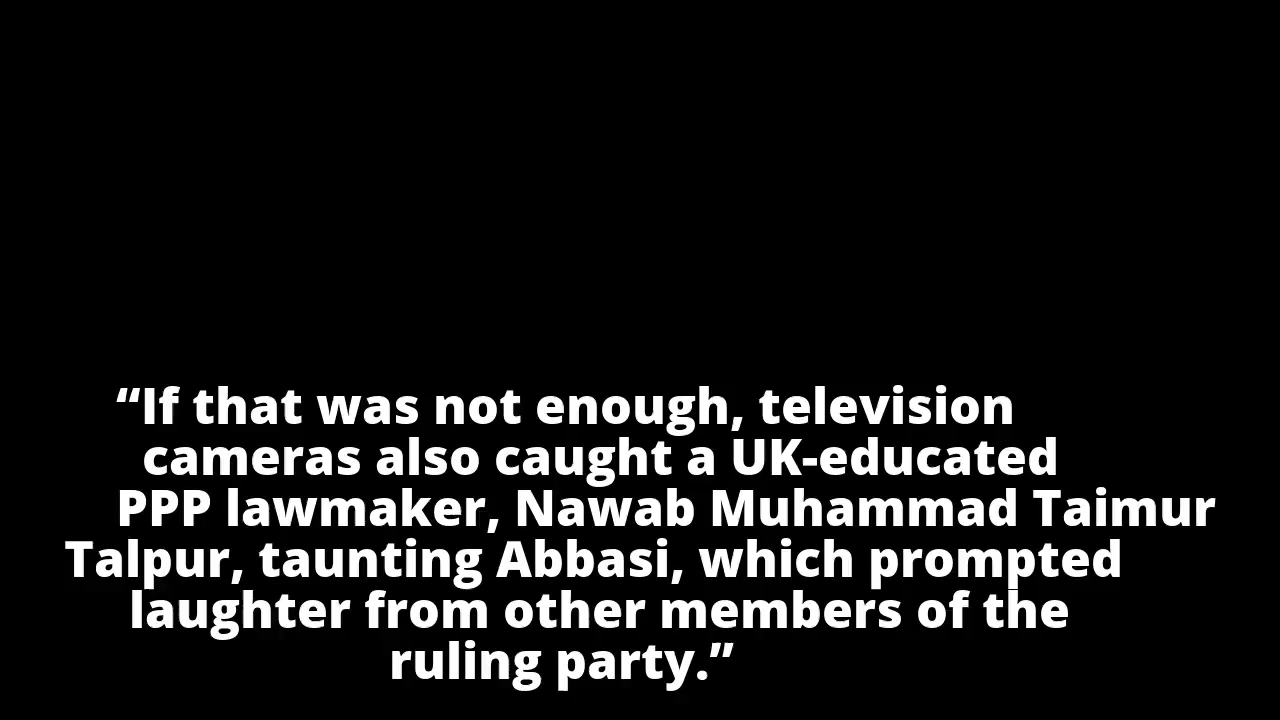 “If that was not enough, television
cameras also caught a UK-educated
PPP lawmaker, Nawab Muhammad Taimur
Talpur, taunting Abbasi, which prompted
laughter from other members of the
ruling party.”